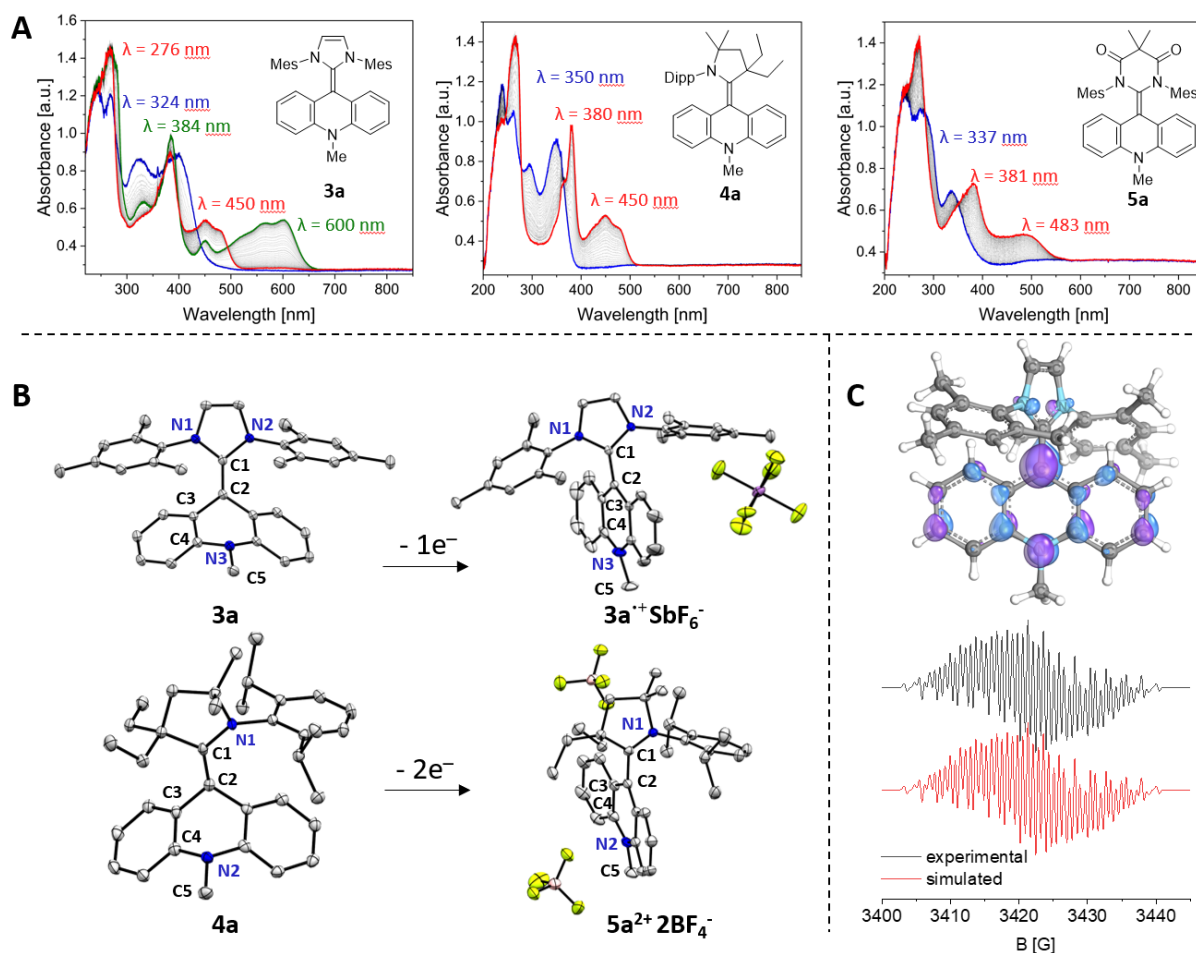 A
1.6
1.4
1.2
1.0
0.8
0.6
0.4
Absorbance [a.u.]
λ = 276 nm
λ = 324 nm
λ = 384 nm
λ = 450 nm
λ = 600 nm
Mes
N
N
Mes
N
Me
3a
200 300 400 500 600 700 800
Wavelength [nm]
1.4
1.2
1.0
0.8
0.6
0.4
Absorbance [a.u.]
λ = 350 nm
λ = 380 nm
λ = 450 nm
Dipp
N
N
Me
4a
200 300 400 500 600 700 800
Wavelength [nm]
1.4
1.2
1.0
0.8
0.6
0.4
Absorbance [a.u.]
λ = 337 nm
λ = 381 nm
λ = 483 nm
O
O
Mes
N
N
Mes
N
Me
5a
200 300 400 500 600 700 800
Wavelength [nm]
B
N1
N2
C1
C2
C3
C4
N3
C5
3a
- 1e⁻
N1
N2
C1
C2
C3
C4
N3
C5
3a•⁺SbF₆⁻
N1
C1
C2
C3
C4
N2
C5
4a
- 2e⁻
N1
C1
C2
C3
C4
N2
C5
5a²⁺ 2BF₄⁻
C
experimental
simulated
3400 3410 3420 3430 3440
B [G]